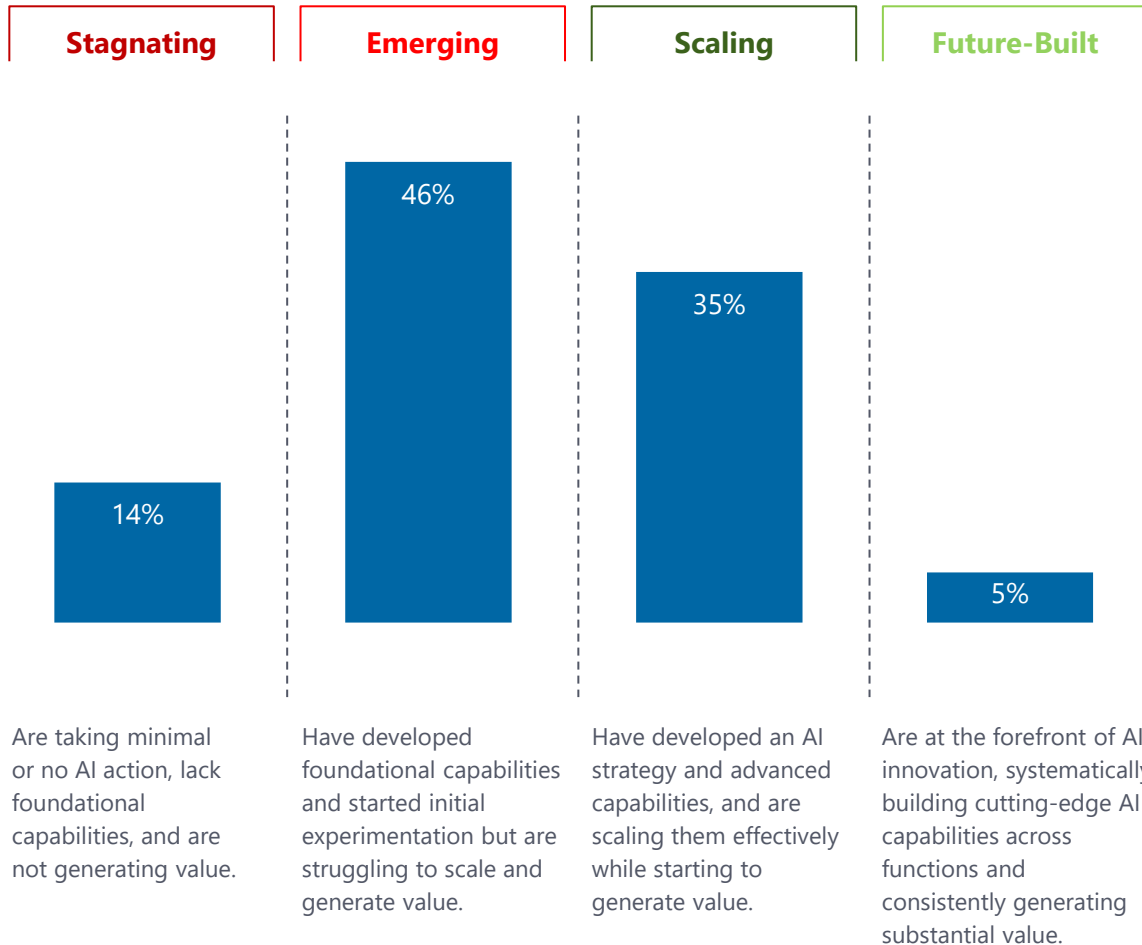 Stagnating
Emerging
Scaling
Future-Built
14%
46%
35%
5%
Are taking minimal
or no AI action, lack
foundational
capabilities, and are
not generating value.
Have developed
foundational capabilities
and started initial
experimentation but are
struggling to scale and
generate value.
Have developed an AI
strategy and advanced
capabilities, and are
scaling them effectively
while starting to
generate value.
Are at the forefront of AI
innovation, systematically
building cutting-edge AI
capabilities across
functions and
consistently generating
substantial value.